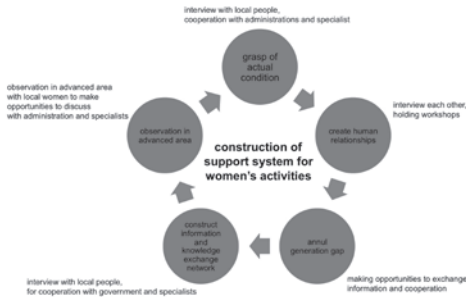 interview with local people,
cooperation with administrations and specialist
grasp of
actual
condition
interview each other,
holding workshops
create human
relationships
making opportunities to exchange
information and cooperation
annul
generation gap
interview with local people,
for cooperation with government and specialists
construct
information
and
knowledge
exchange
network
observation in advanced area
with local women to make
opportunities to discuss
with administration and specialists
observation in
advanced area
construction of
support system for
women's activities